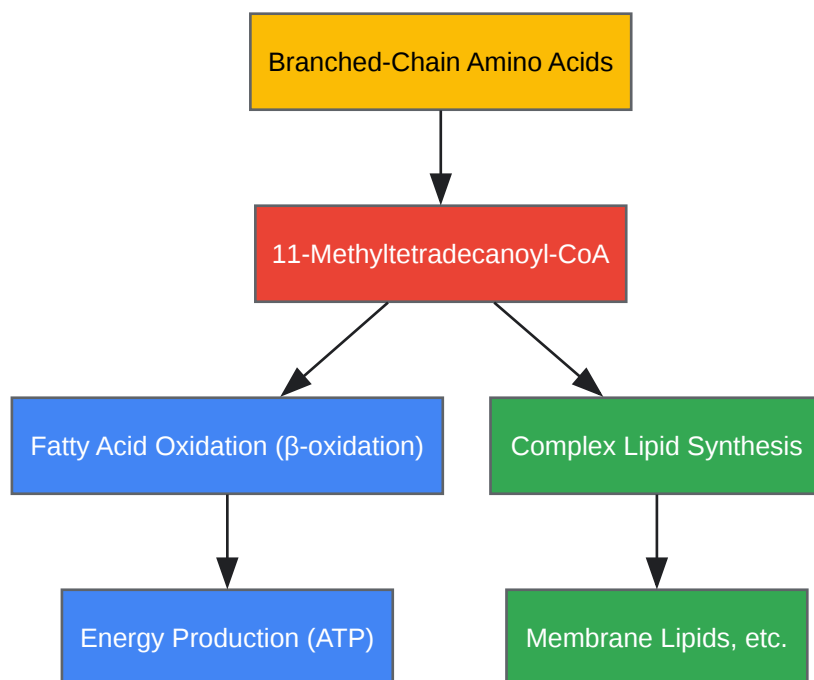 Branched-Chain Amino Acids
11-Methyltetradecanoyl-CoA
Fatty Acid Oxidation (β-oxidation)
Complex Lipid Synthesis
Energy Production (ATP)
Membrane Lipids, etc.